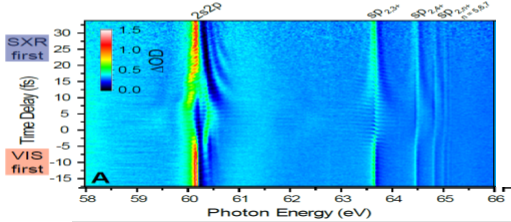 2s2p
sp2,3+
sp2,4+
sp2,n+
n = 5,6,7
SXR
first
VIS
first
Time Delay (fs)
30
25
20
15
10
5
0
-5
-10
-15
1.5
1.0
0.5
0.0
ΔOD
A
58 59 60 61 62 63 64 65 66
Photon Energy (eV)